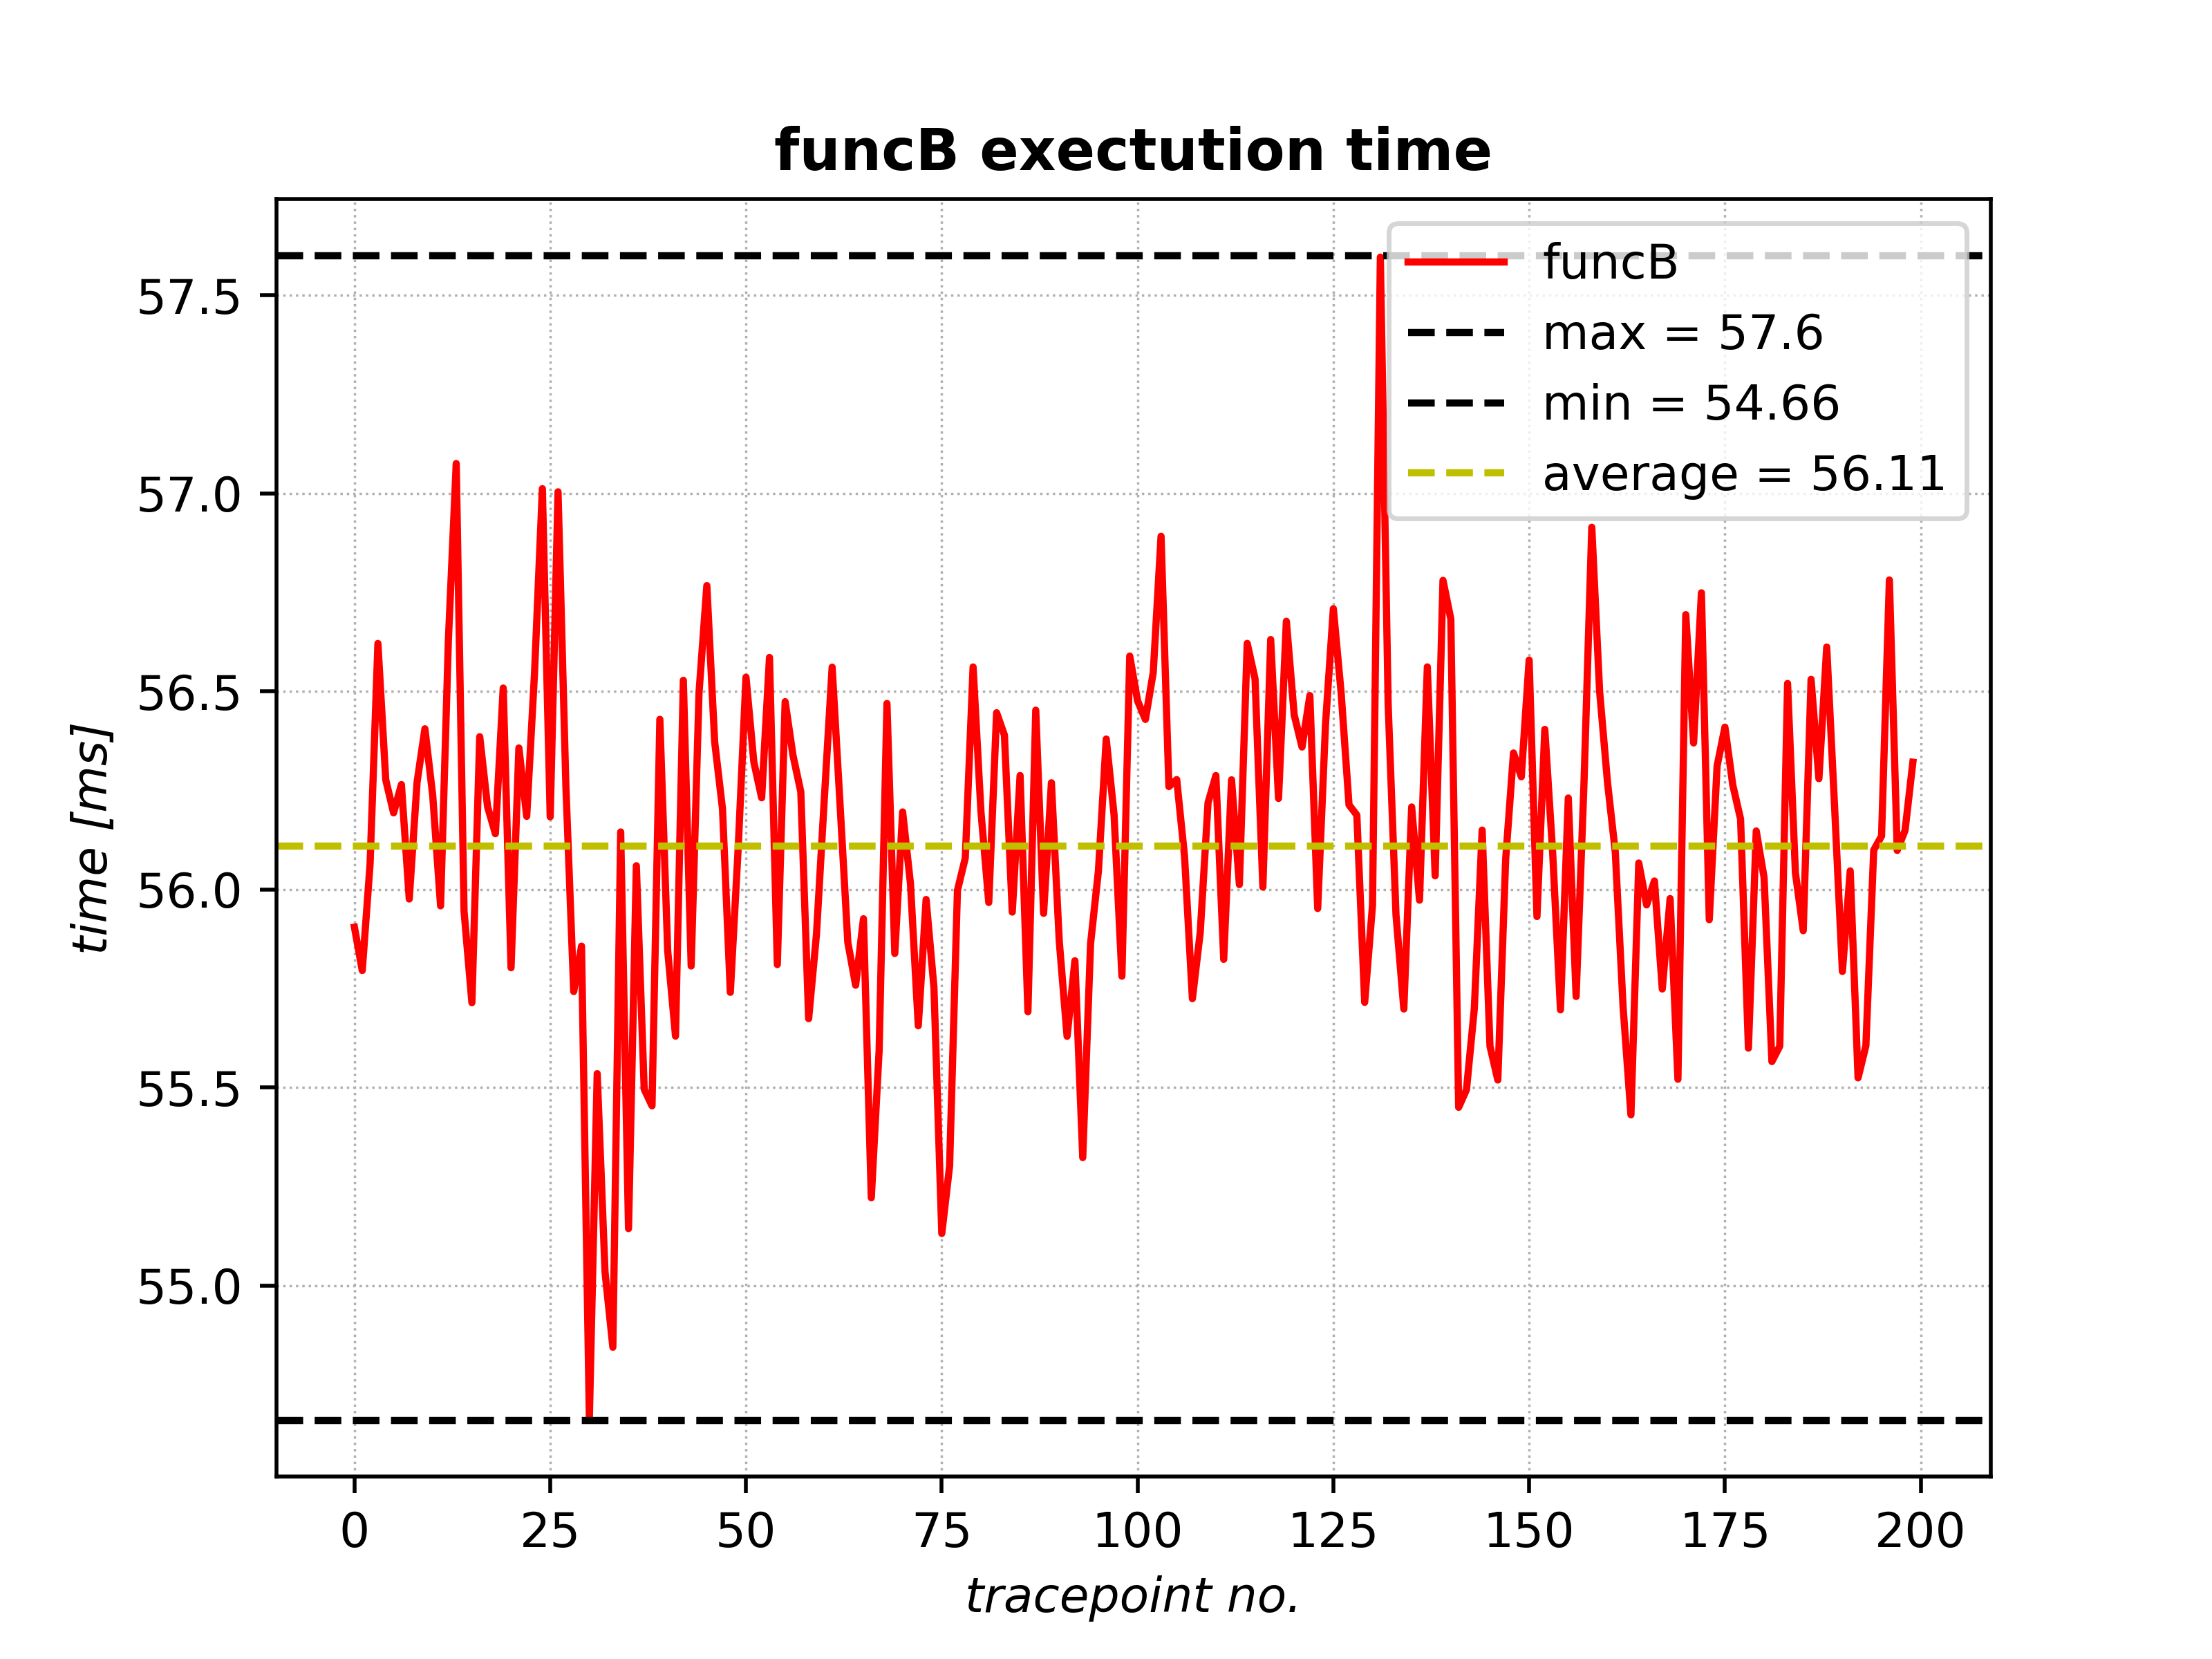 funcB exectution time
funcB
max = 57.6
min = 54.66
average = 56.11
57.5
57.0
56.5
56.0
55.5
55.0
time [ms]
0 25 50 75 100 125 150 175 200
tracepoint no.